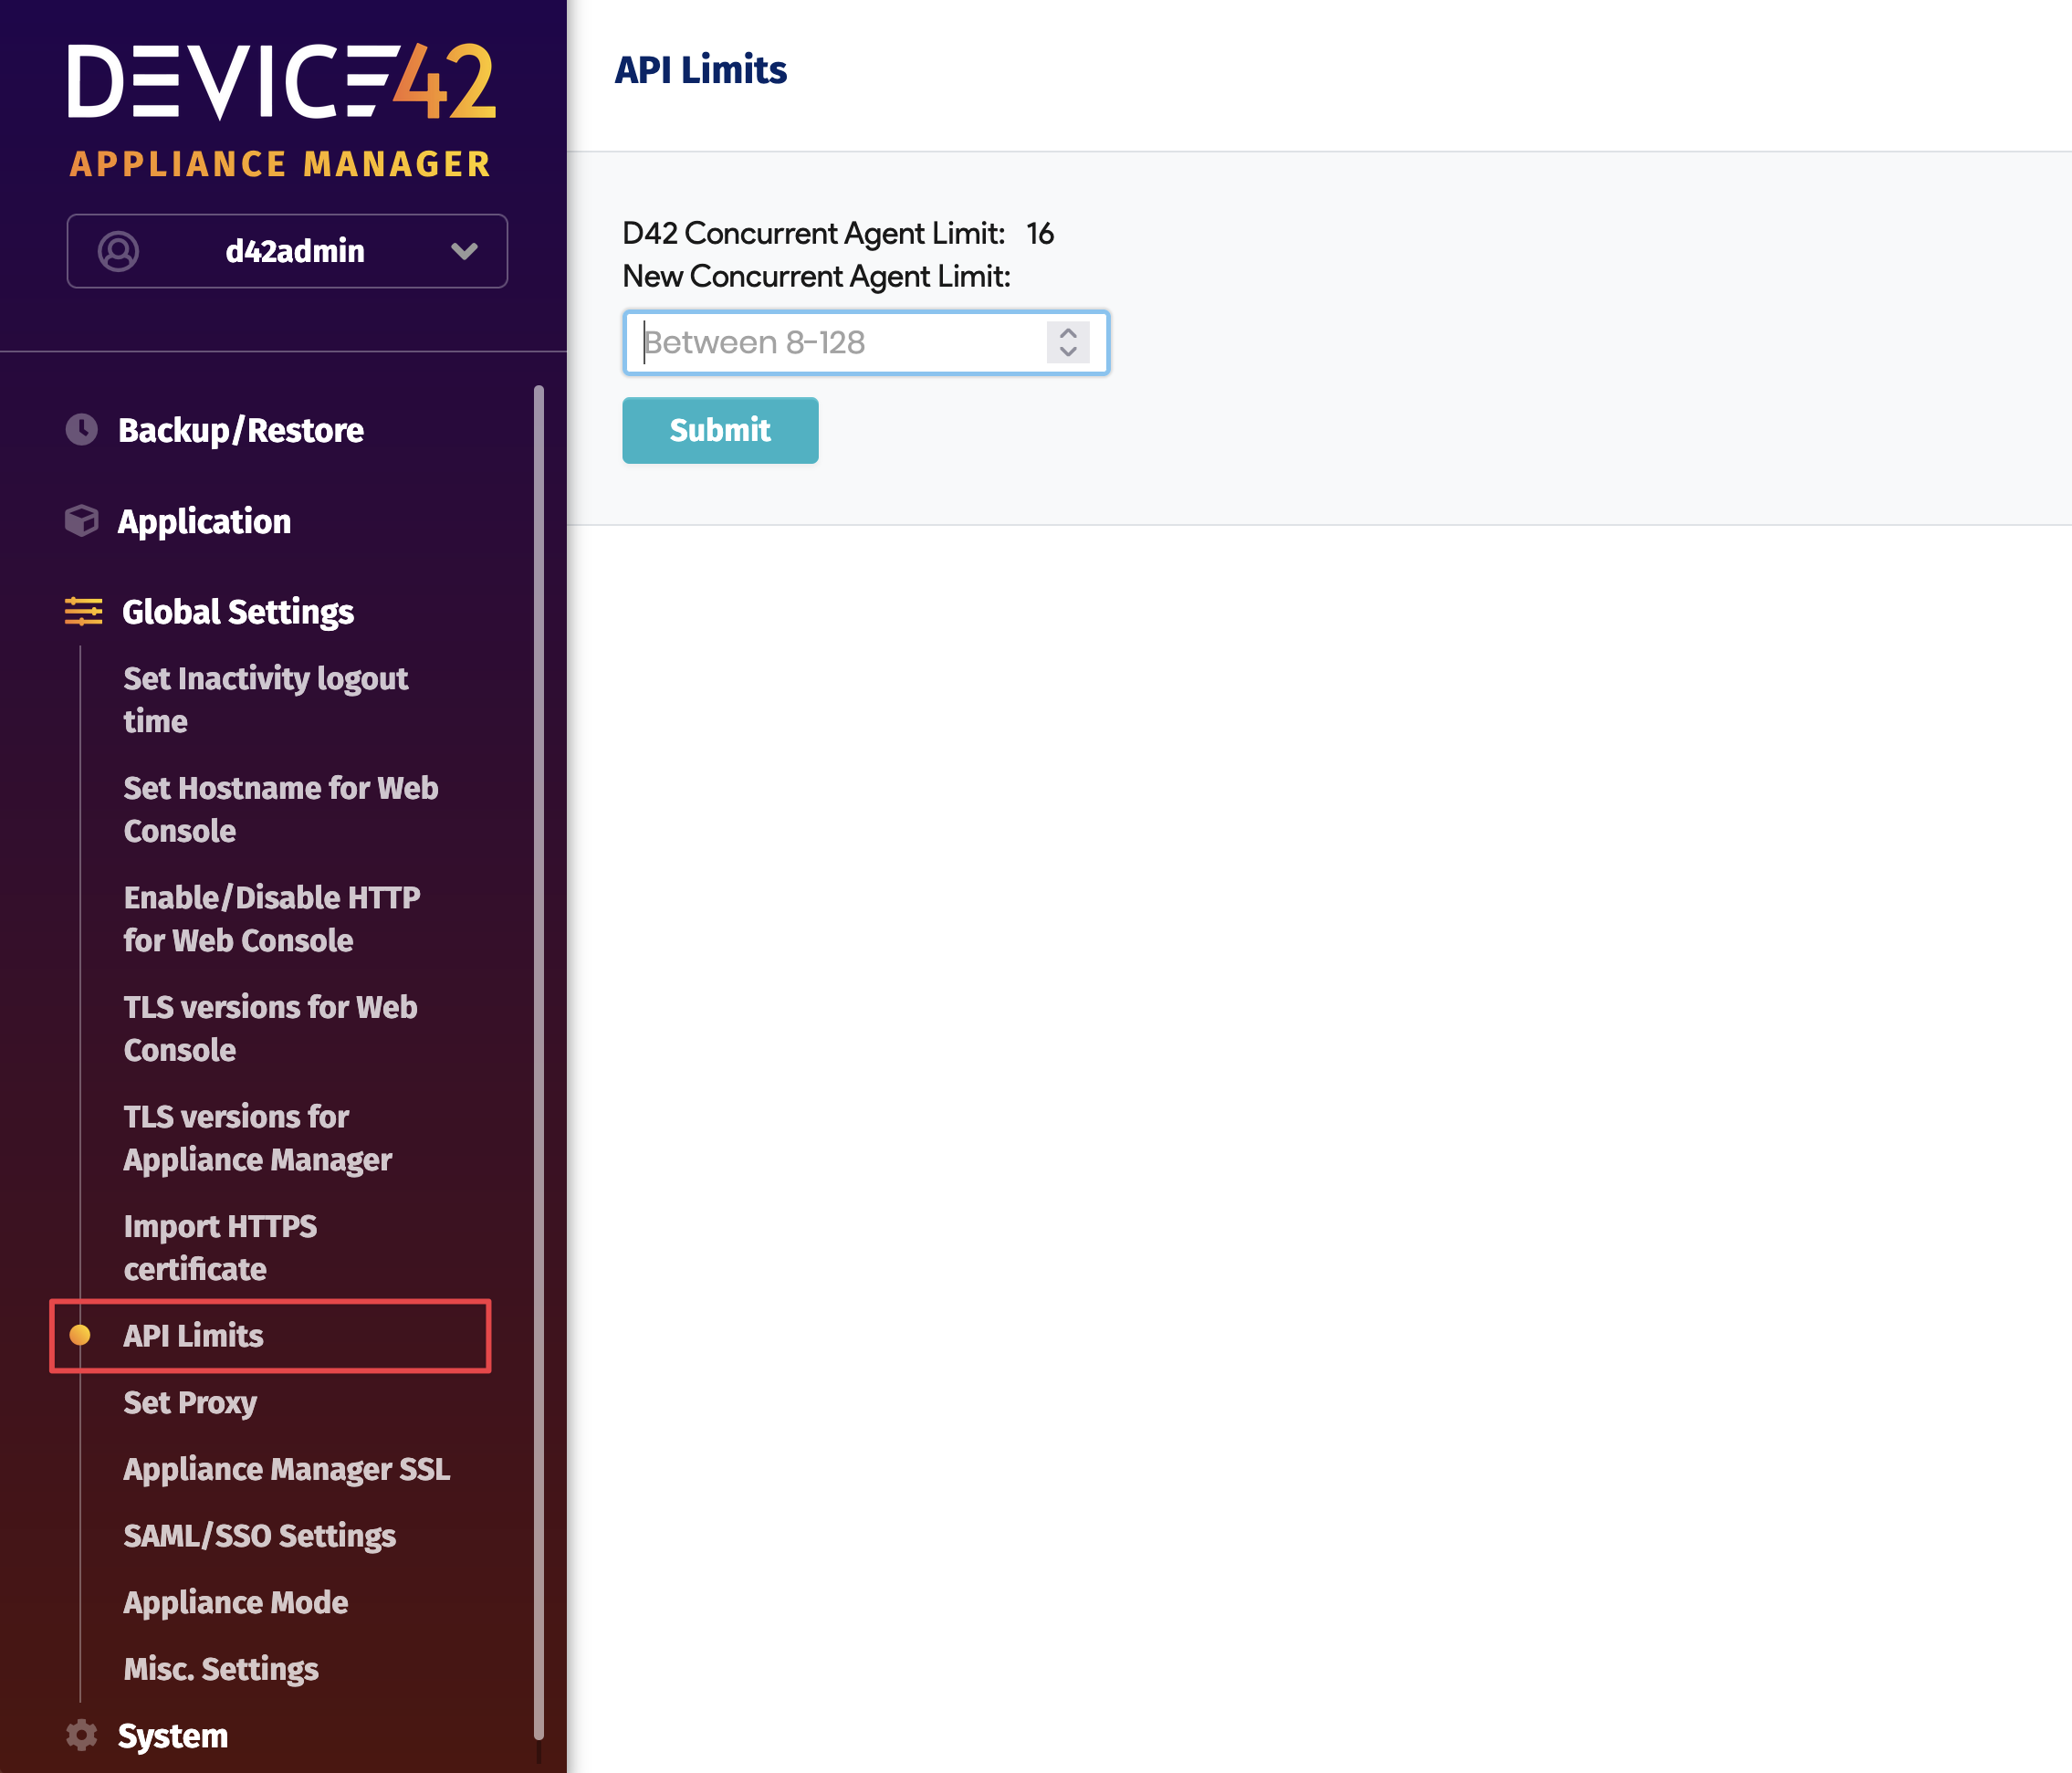 DEVICE42
APPLIANCE MANAGER
d42admin
Backup/Restore
Application
Global Settings
Set Inactivity logout
time
Set Hostname for Web
Console
Enable/Disable HTTP
for Web Console
TLS versions for Web
Console
TLS versions for
Appliance Manager
Import HTTPS
certificate
API Limits
Set Proxy
Appliance Manager SSL
SAML/SSO Settings
Appliance Mode
Misc. Settings
System
API Limits
D42 Concurrent Agent Limit: 16
New Concurrent Agent Limit:
Between 8-128
Submit